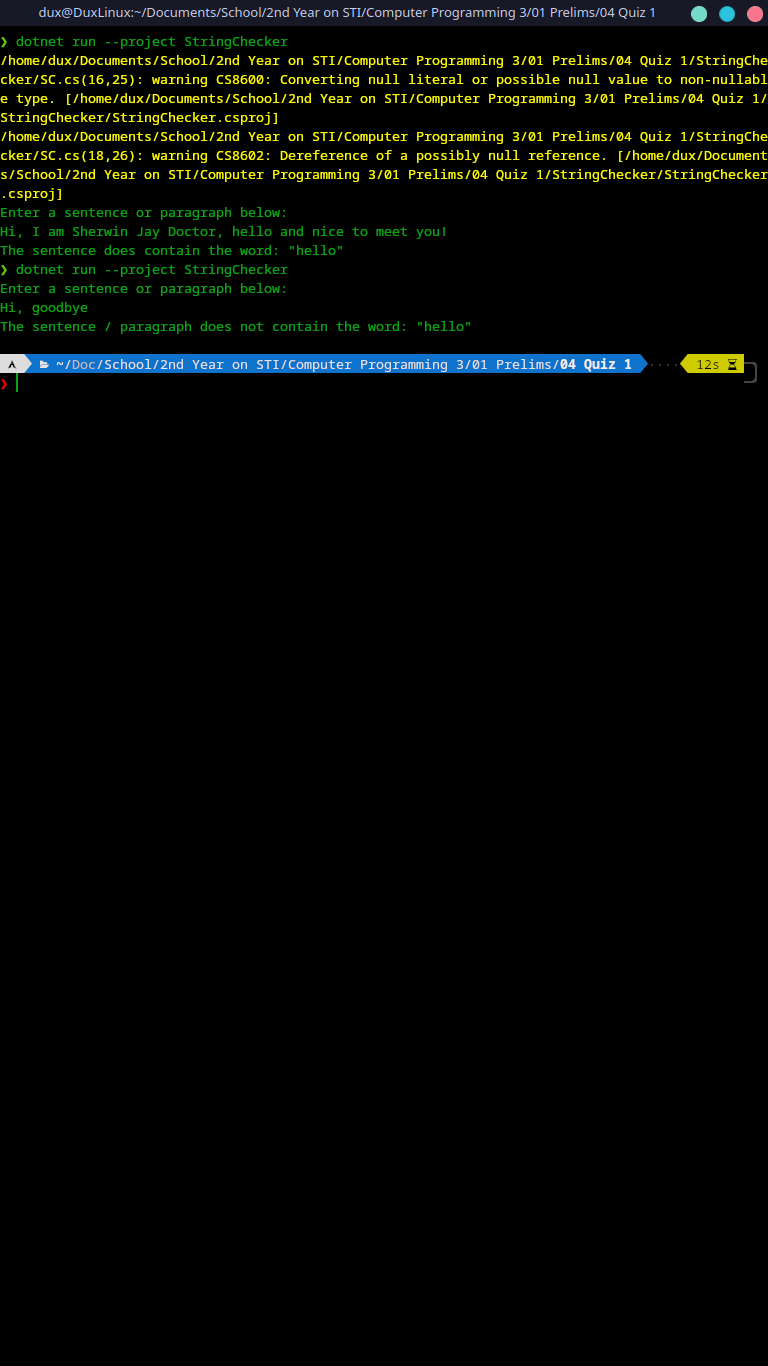 dux@DuxLinux:~/Documents/School/2nd Year on STI/Computer Programming 3/01 Prelims/04 Quiz 1
❯ dotnet run --project StringChecker
/home/dux/Documents/School/2nd Year on STI/Computer Programming 3/01 Prelims/04 Quiz 1/StringChe
cker/SC.cs(16,25): warning CS8600: Converting null literal or possible null value to non-nullabl
e type. [/home/dux/Documents/School/2nd Year on STI/Computer Programming 3/01 Prelims/04 Quiz 1/
StringChecker/StringChecker.csproj]
/home/dux/Documents/School/2nd Year on STI/Computer Programming 3/01 Prelims/04 Quiz 1/StringChe
cker/SC.cs(18,26): warning CS8602: Dereference of a possibly null reference. [/home/dux/Document
s/School/2nd Year on STI/Computer Programming 3/01 Prelims/04 Quiz 1/StringChecker/StringChecker
.csproj]
Enter a sentence or paragraph below:
Hi, I am Sherwin Jay Doctor, hello and nice to meet you!
The sentence does contain the word: "hello"
❯ dotnet run --project StringChecker
Enter a sentence or paragraph below:
Hi, goodbye
The sentence / paragraph does not contain the word: "hello"
~/Doc/School/2nd Year on STI/Computer Programming 3/01 Prelims/04 Quiz 1 ···· 12s
❯